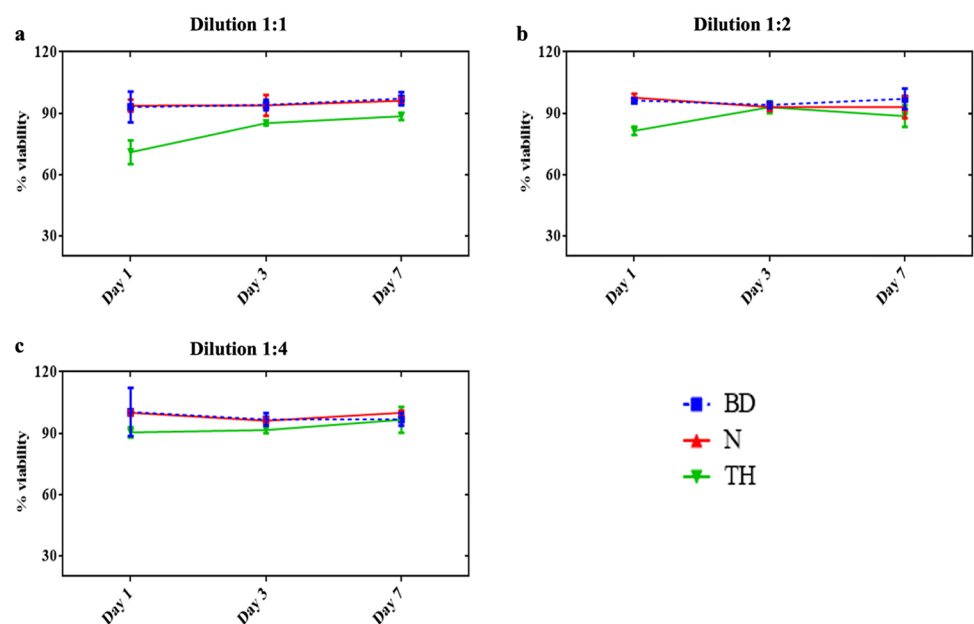 a
Dilution 1:1
120
90
60
30
% viability
Day 1
Day 3
Day 7
b
Dilution 1:2
120
90
60
30
% viability
Day 1
Day 3
Day 7
c
Dilution 1:4
120
90
60
30
% viability
Day 1
Day 3
Day 7
BD
N
TH